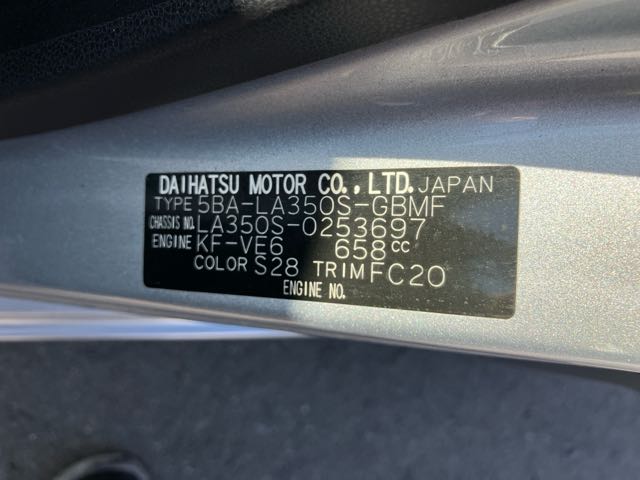 DAIHATSU MOTOR CO., LTD. JAPAN
TYPE 5BA-LA350S-GBMF
CHASSIS NO. LA350S-0253697
ENGINE KF-VE6 658cc
COLOR S28 TRIM FC20
ENGINE NO.